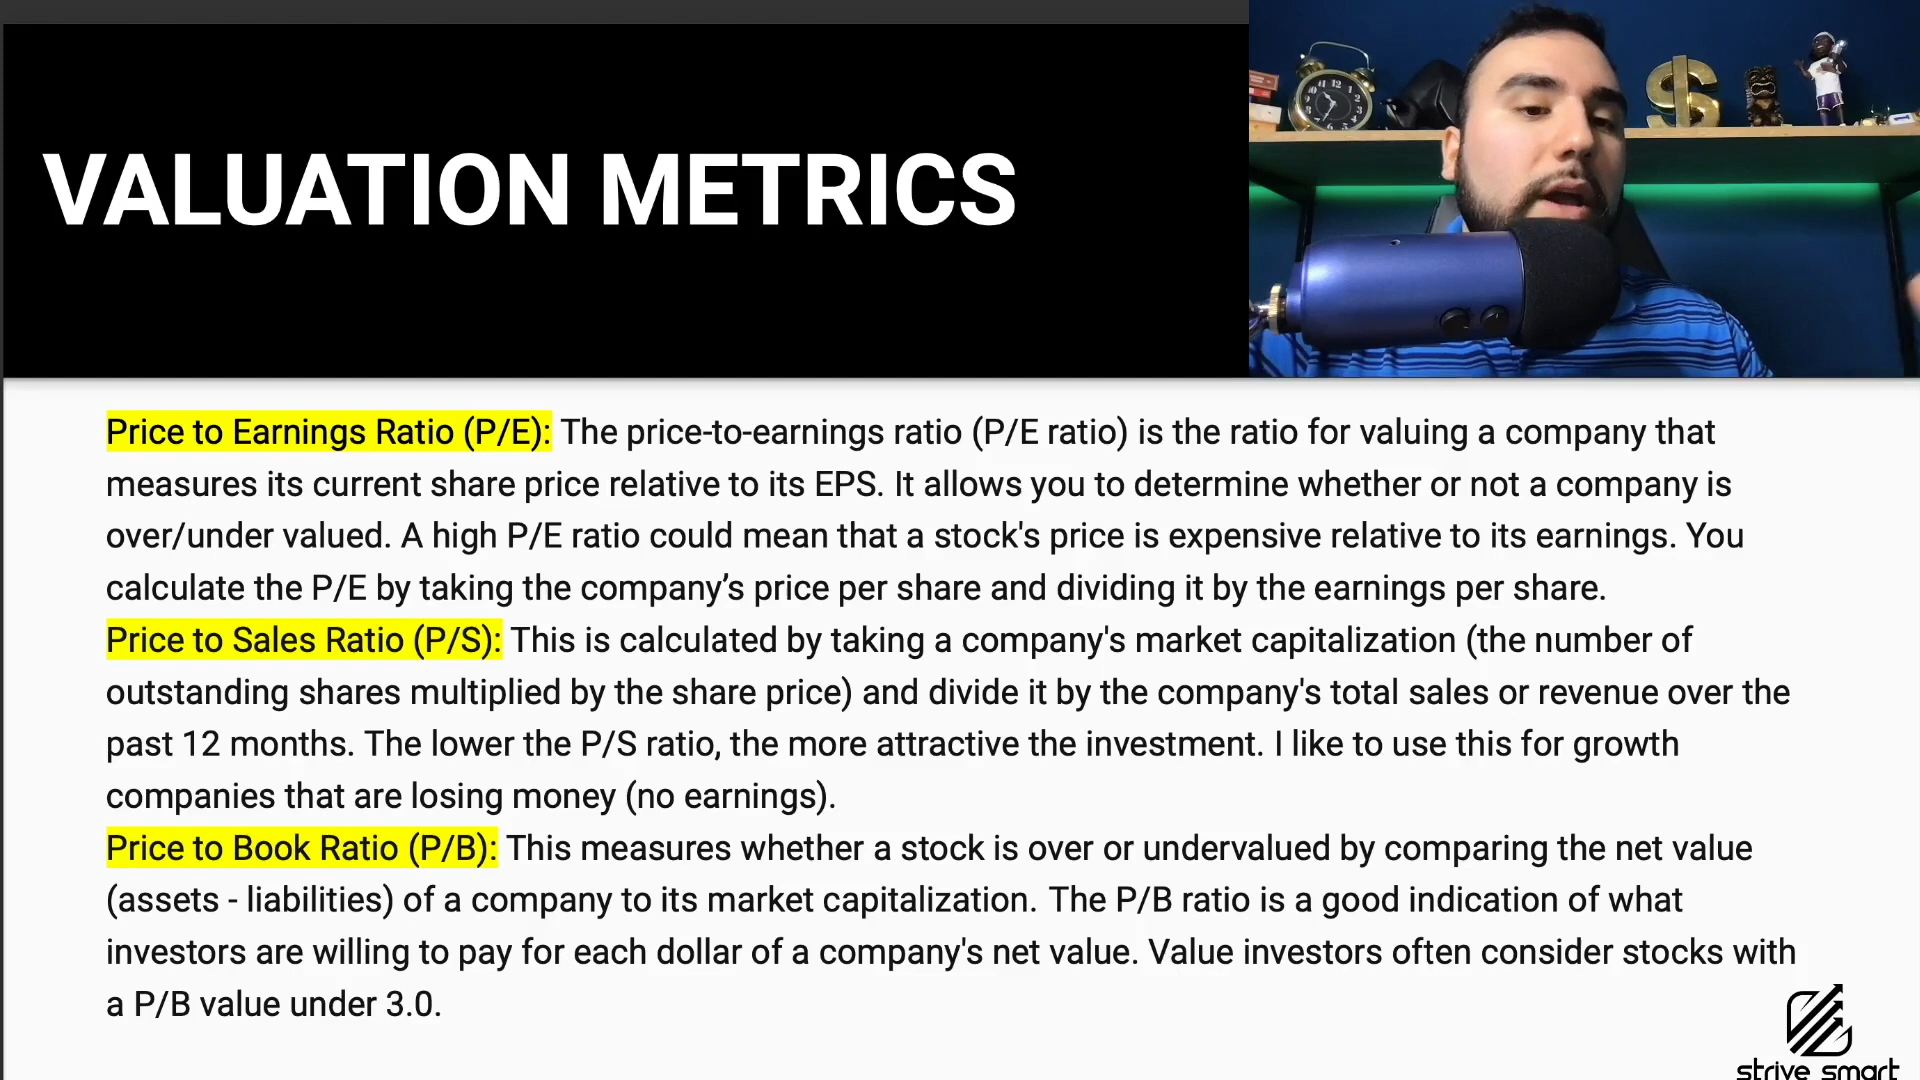 VALUATION METRICS
Price to Earnings Ratio (P/E): The price-to-earnings ratio (P/E ratio) is the ratio for valuing a company that
measures its current share price relative to its EPS. It allows you to determine whether or not a company is
over/under valued. A high P/E ratio could mean that a stock's price is expensive relative to its earnings. You
calculate the P/E by taking the company’s price per share and dividing it by the earnings per share.
Price to Sales Ratio (P/S): This is calculated by taking a company's market capitalization (the number of
outstanding shares multiplied by the share price) and divide it by the company's total sales or revenue over the
past 12 months. The lower the P/S ratio, the more attractive the investment. I like to use this for growth
companies that are losing money (no earnings).
Price to Book Ratio (P/B): This measures whether a stock is over or undervalued by comparing the net value
(assets - liabilities) of a company to its market capitalization. The P/B ratio is a good indication of what
investors are willing to pay for each dollar of a company's net value. Value investors often consider stocks with
a P/B value under 3.0.
strive smart